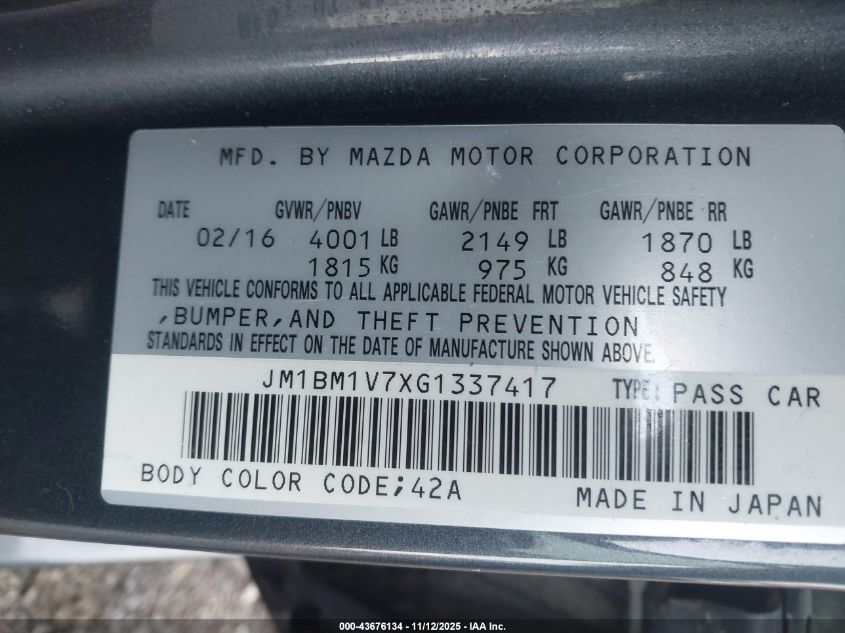 MFD. BY MAZDA MOTOR CORPORATION
DATE GVWR/PNBV GAWR/PNBE FRT GAWR/PNBE RR
02/16 4001 LB 2149 LB 1870 LB
1815 KG 975 KG 848 KG
THIS VEHICLE CONFORMS TO ALL APPLICABLE FEDERAL MOTOR VEHICLE SAFETY
,BUMPER,AND THEFT PREVENTION
STANDARDS IN EFFECT ON THE DATE OF MANUFACTURE SHOWN ABOVE.
JM1BM1V7XG1337417 TYPE: PASS CAR
BODY COLOR CODE;42A
MADE IN JAPAN
000-43676134 - 11/12/2025 - IAA Inc.